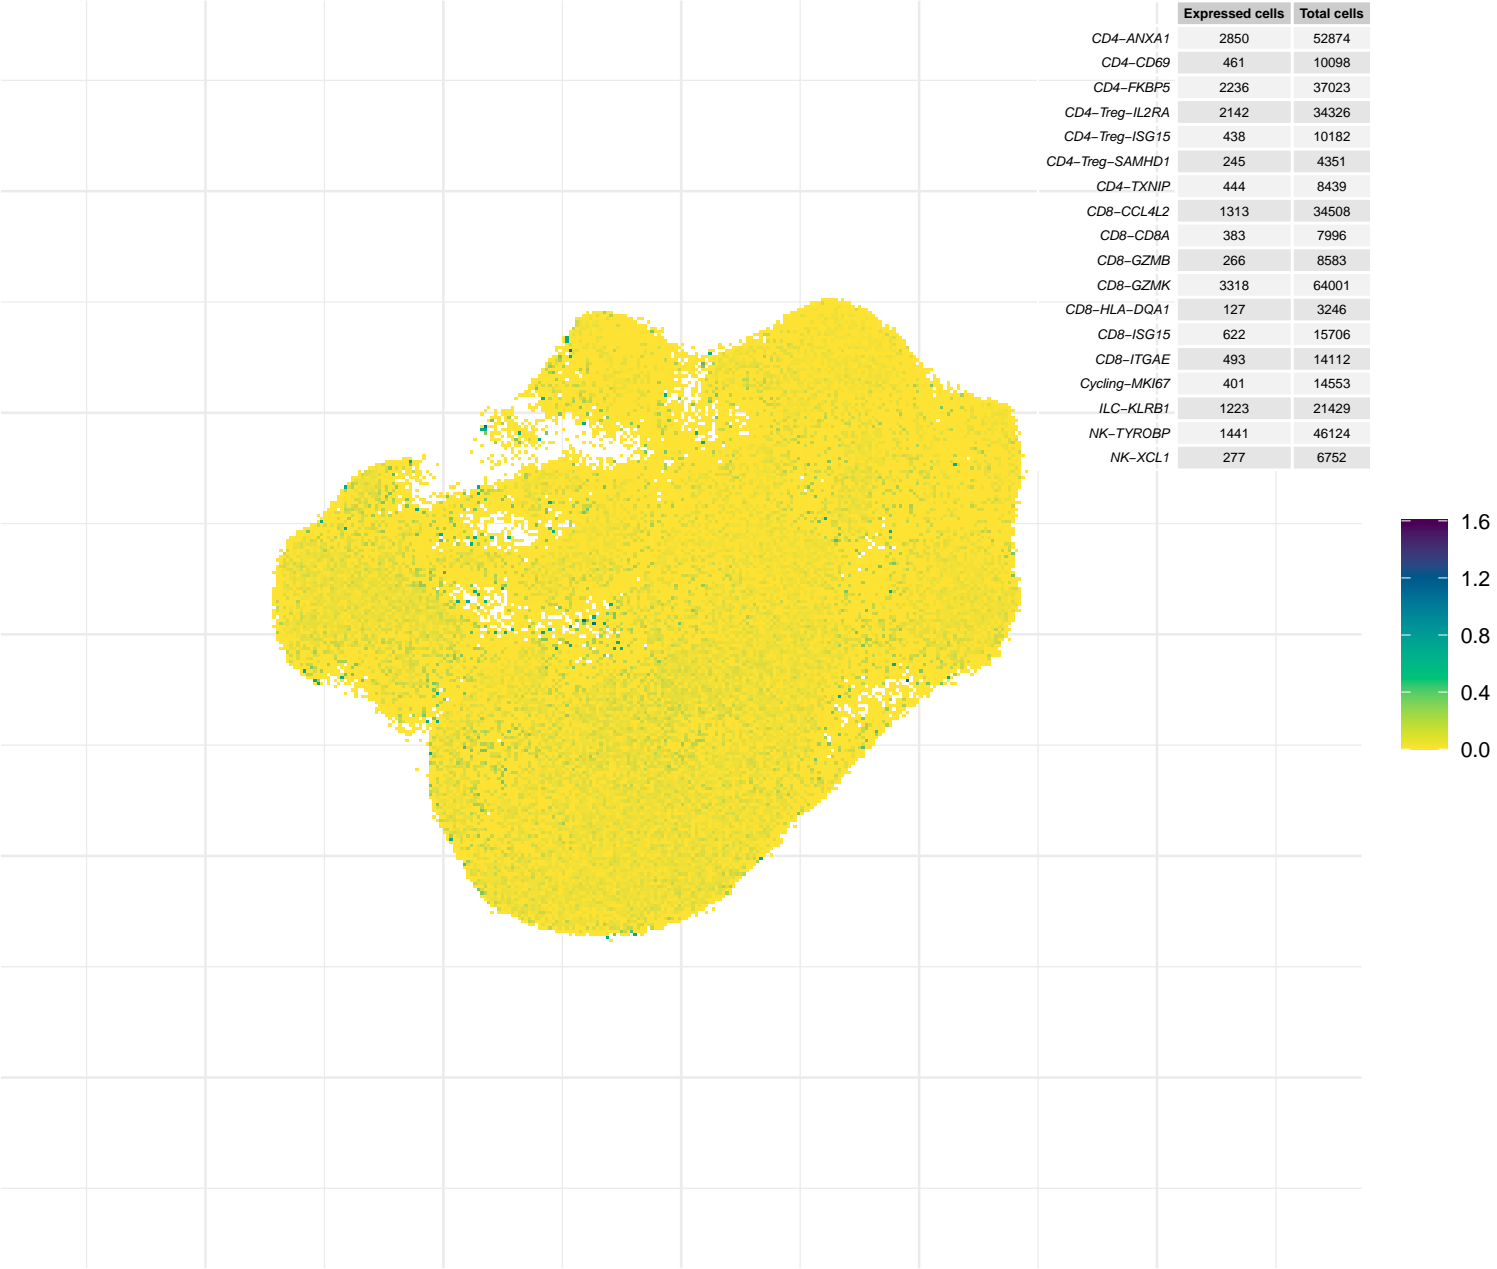 Expressed cells Total cells
CD4−ANXA1 2850 52874
CD4−CD69 461 10098
CD4−FKBP5 2236 37023
CD4−Treg−IL2RA 2142 34326
CD4−Treg−ISG15 438 10182
CD4−Treg−SAMHD1 245 4351
CD4−TXNIP 444 8439
CD8−CCL4L2 1313 34508
CD8−CD8A 383 7996
CD8−GZMB 266 8583
CD8−GZMK 3318 64001
CD8−HLA−DQA1 127 3246
CD8−ISG15 622 15706
CD8−ITGAE 493 14112
Cycling−MKI67 401 14553
ILC−KLRB1 1223 21429
NK−TYROBP 1441 46124
NK−XCL1 277 6752
1.6
1.2
0.8
0.4
0.0